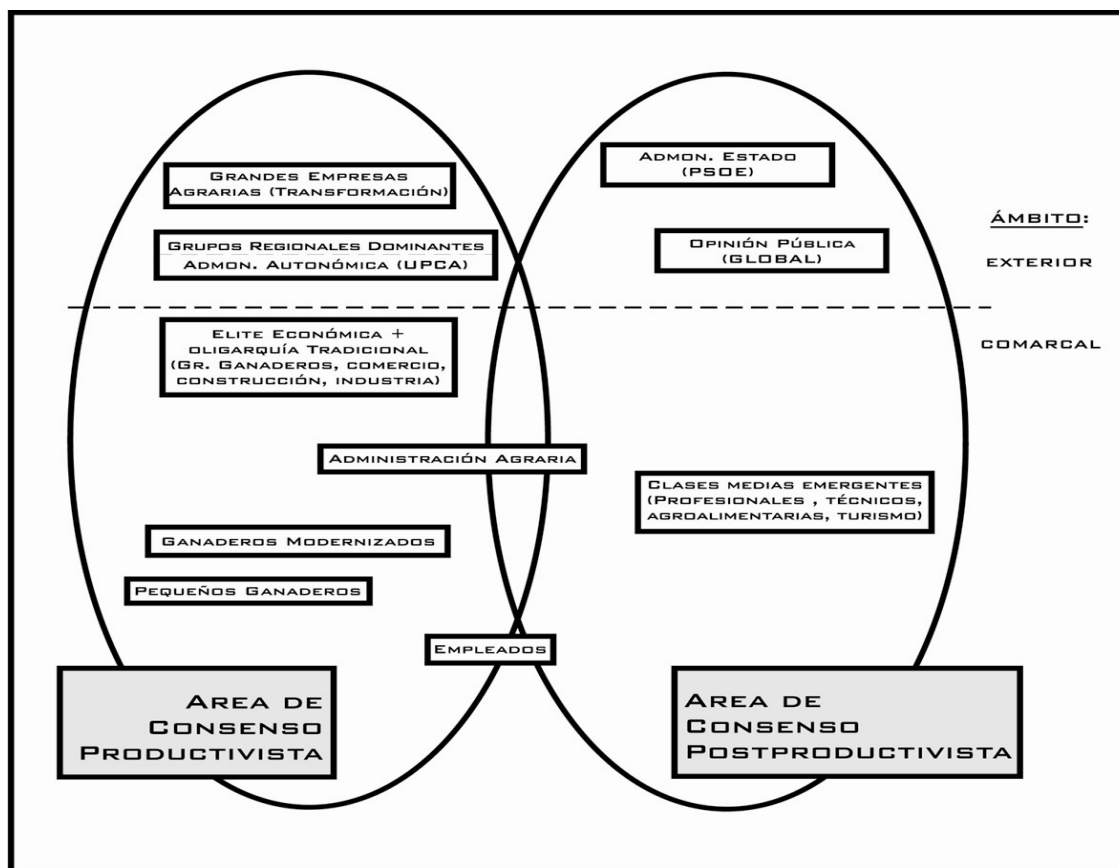 Grandes Empresas
Agrarias (Transformación)
Admon. Estado
(PSOE)
Grupos Regionales Dominantes
Admon. Autonómica (UPCA)
Opinión Pública
(GLOBAL)
Ámbito:
exterior
comarcal
Elite Económica +
oligarquía Tradicional
(Gr. Ganaderos, comercio,
construcción, industria)
Administración Agraria
Clases medias emergentes
(Profesionales , técnicos,
agroalimentarias, turismo)
Ganaderos Modernizados
Pequeños Ganaderos
Empleados
Area de
Consenso
Productivista
Area de
Consenso
Postproductivista